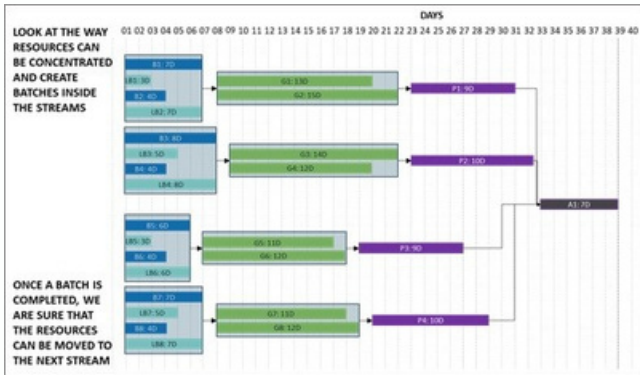 DAYS
01 02 03 04 05 06 07 08 09 10 11 12 13 14 15 16 17 18 19 20 21 22 23 24 25 26 27 28 29 30 31 32 33 34 35 36 37 38 39 40
LOOK AT THE WAY
RESOURCES CAN
BE CONCENTRATED
AND CREATE
BATCHES INSIDE
THE STREAMS
B1: 7D
LB1: 3D
B2: 4D
LB2: 7D
G1: 13D
G2: 15D
P1: 9D
B3: 8D
LB3: 5D
B4: 4D
LB4: 8D
G3: 14D
G4: 12D
P2: 10D
A1: 7D
B5: 6D
LB5: 3D
B6: 4D
LB6: 6D
G5: 11D
G6: 12D
P3: 9D
ONCE A BATCH IS
COMPLETED, WE
ARE SURE THAT
THE RESOURCES
CAN BE MOVED TO
THE NEXT STREAM
B7: 7D
LB7: 5D
B8: 4D
LB8: 7D
G7: 11D
G8: 12D
P4: 10D